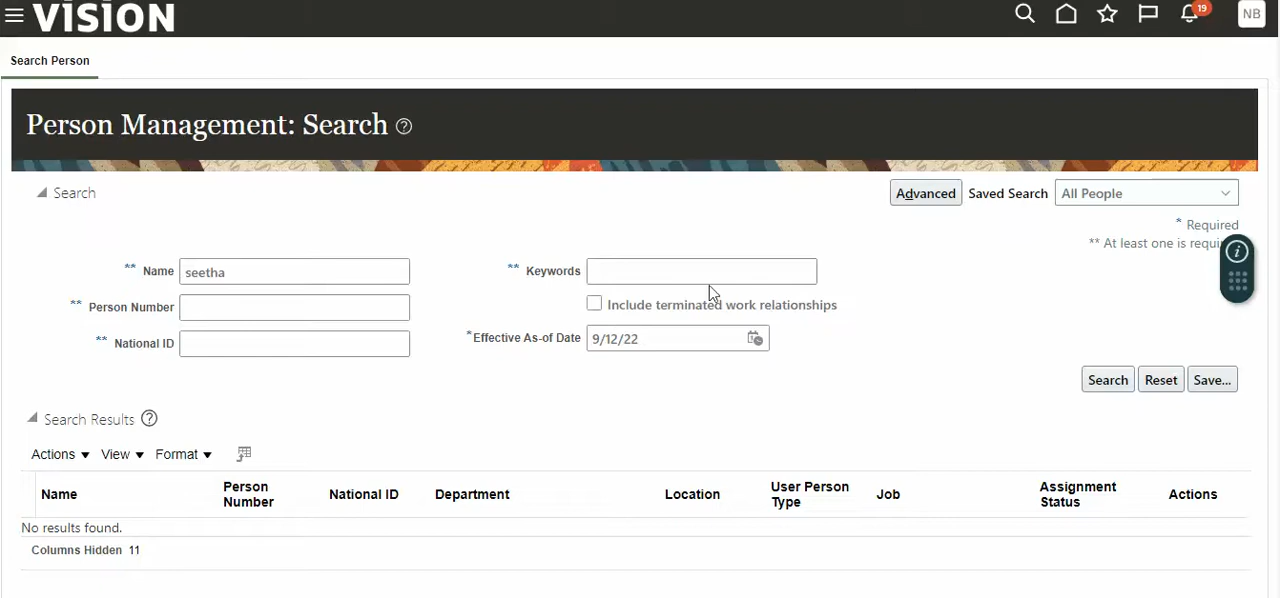 VISION
19
NB
Search Person
Person Management: Search ?
Search
Advanced Saved Search All People
* Required
** At least one is requi
** Name seetha
** Keywords
** Person Number
Include terminated work relationships
** National ID
*Effective As-of Date 9/12/22
Search Reset Save...
Search Results ?
Actions View Format
Name Person Number National ID Department Location User Person Type Job Assignment Status Actions
No results found.
Columns Hidden 11